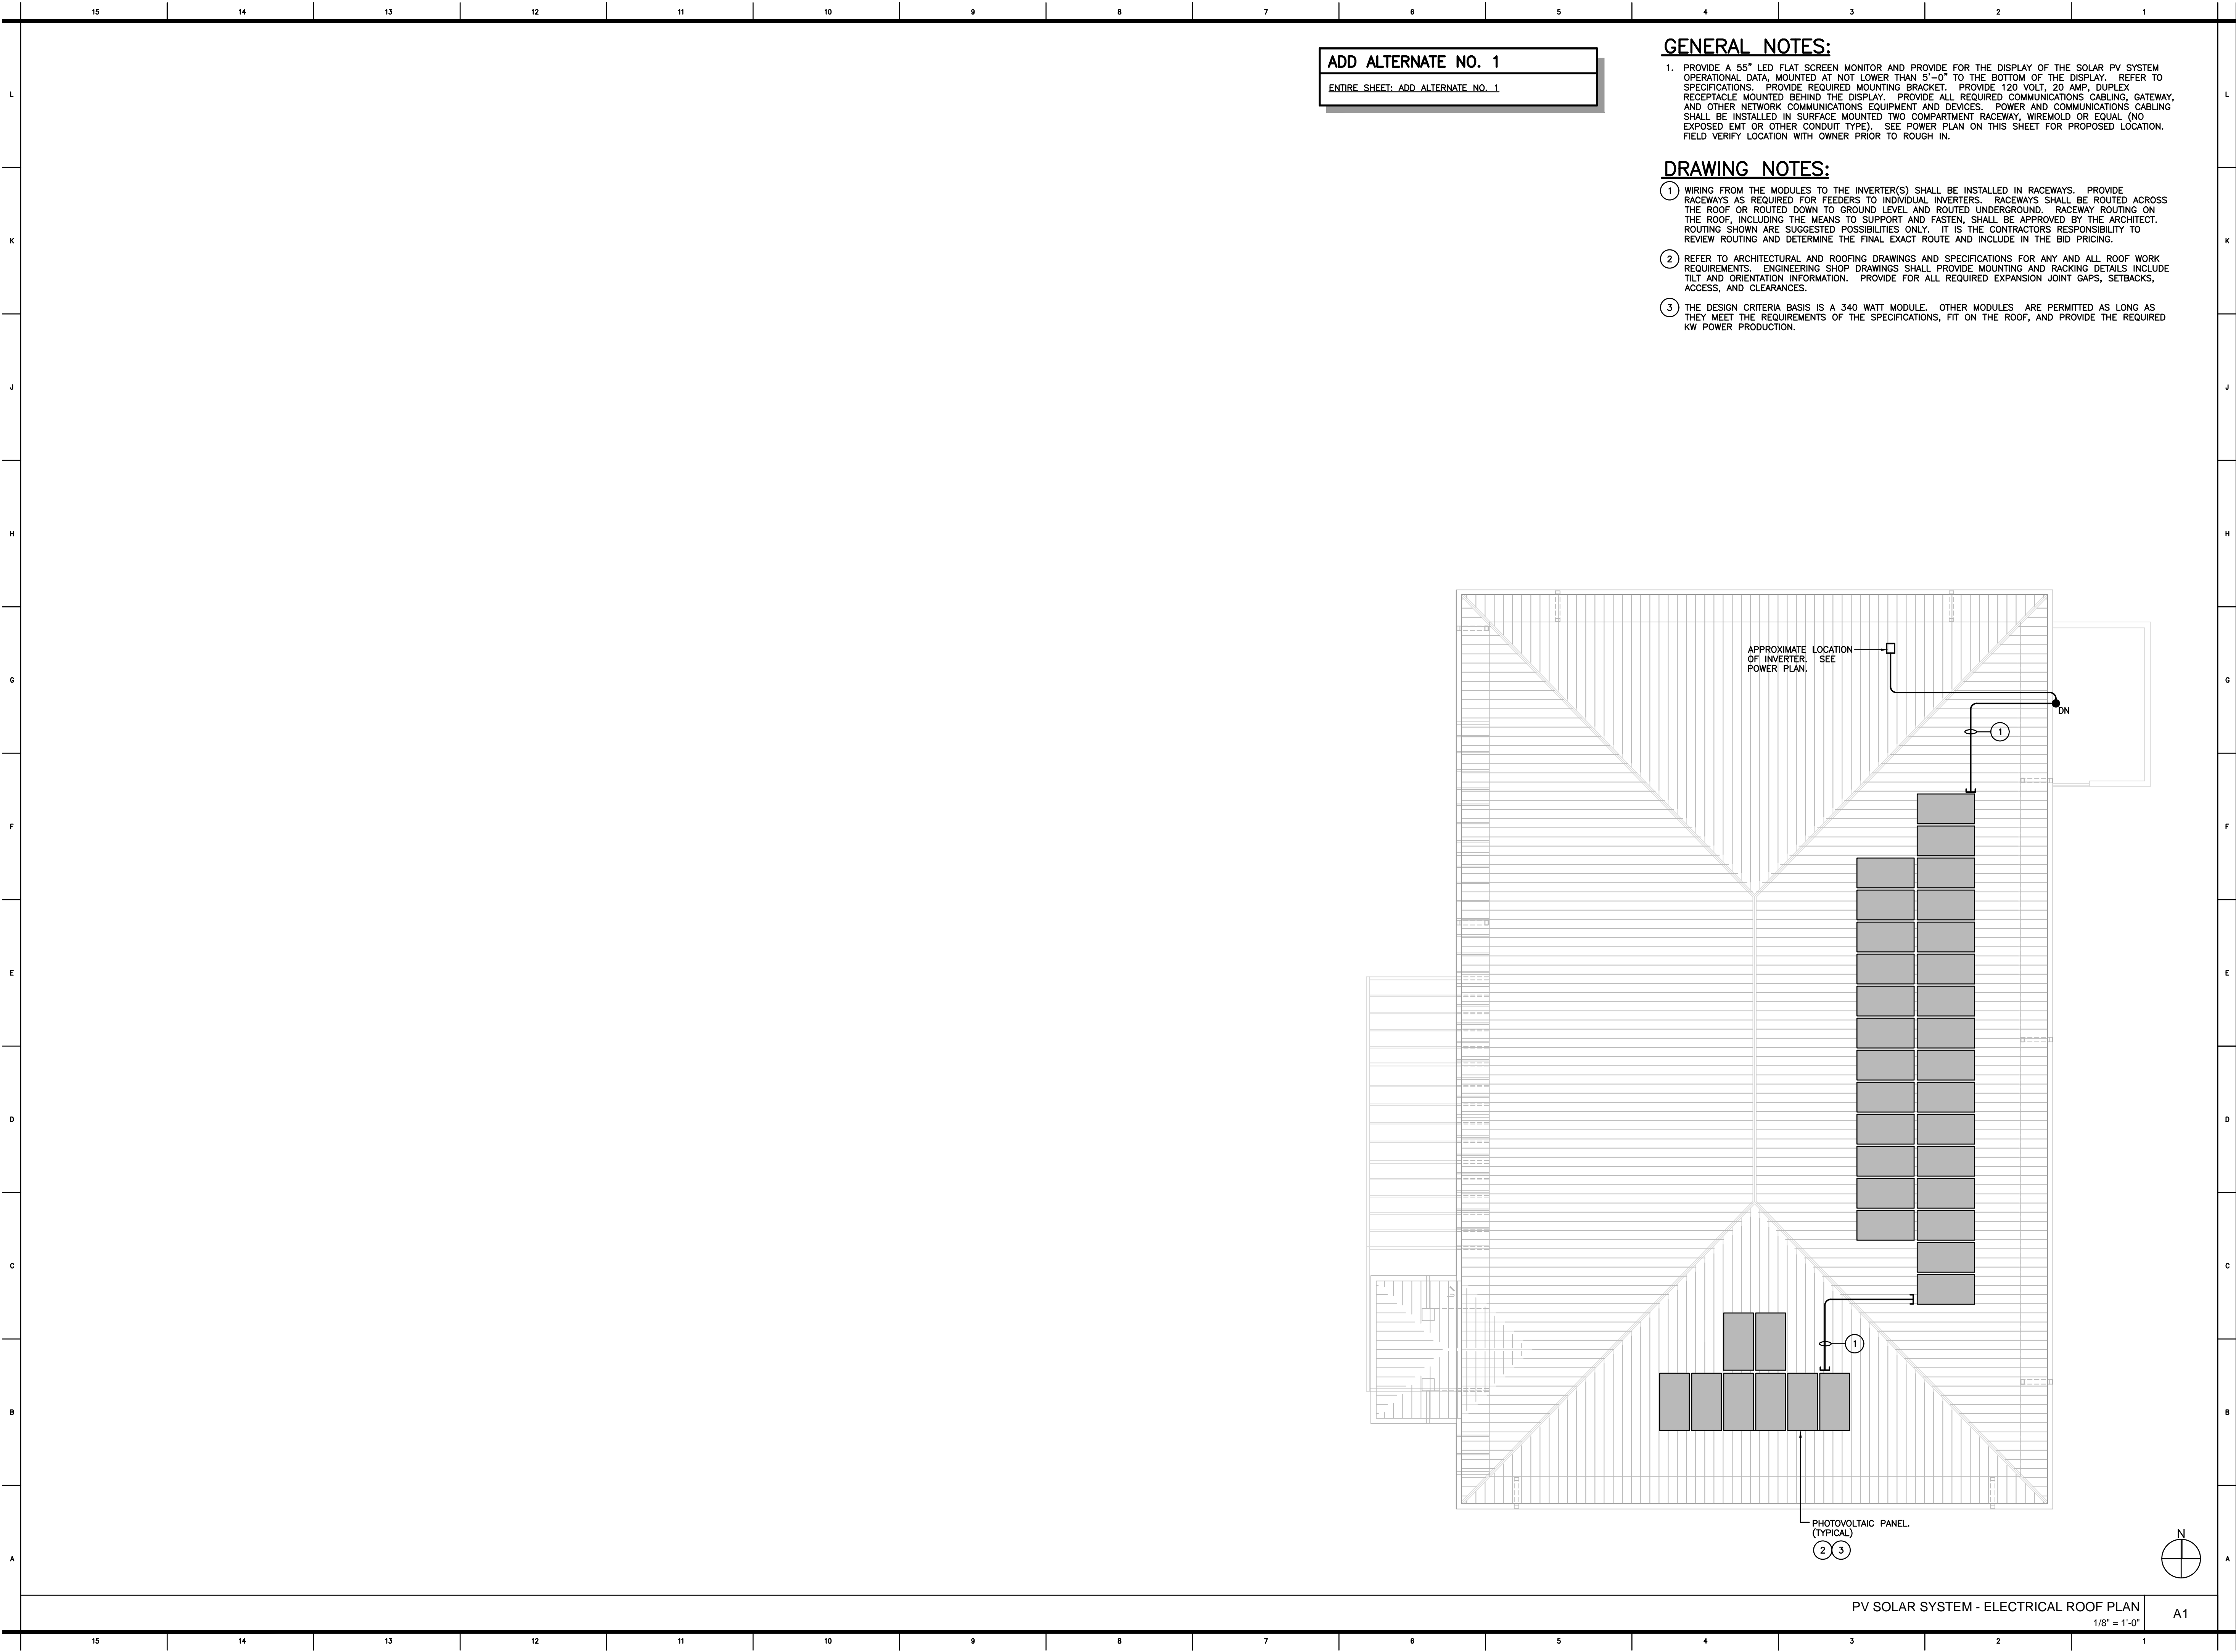 15 14 13 12 11 10 9 8 7 6 5 4 3 2 1
ADD ALTERNATE NO. 1
ENTIRE SHEET: ADD ALTERNATE NO. 1
GENERAL NOTES:
1. PROVIDE A 55" LED FLAT SCREEN MONITOR AND PROVIDE FOR THE DISPLAY OF THE SOLAR PV SYSTEM
OPERATIONAL DATA, MOUNTED AT NOT LOWER THAN 5'-0" TO THE BOTTOM OF THE DISPLAY. REFER TO
SPECIFICATIONS. PROVIDE REQUIRED MOUNTING BRACKET. PROVIDE 120 VOLT, 20 AMP, DUPLEX
RECEPTACLE MOUNTED BEHIND THE DISPLAY. PROVIDE ALL REQUIRED COMMUNICATIONS CABLING, GATEWAY,
AND OTHER NETWORK COMMUNICATIONS EQUIPMENT AND DEVICES. POWER AND COMMUNICATIONS CABLING
SHALL BE INSTALLED IN SURFACE MOUNTED TWO COMPARTMENT RACEWAY, WIREMOLD OR EQUAL (NO
EXPOSED EMT OR OTHER CONDUIT TYPE). SEE POWER PLAN ON THIS SHEET FOR PROPOSED LOCATION.
FIELD VERIFY LOCATION WITH OWNER PRIOR TO ROUGH IN.
DRAWING NOTES:
1 WIRING FROM THE MODULES TO THE INVERTER(S) SHALL BE INSTALLED IN RACEWAYS. PROVIDE
RACEWAYS AS REQUIRED FOR FEEDERS TO INDIVIDUAL INVERTERS. RACEWAYS SHALL BE ROUTED ACROSS
THE ROOF OR ROUTED DOWN TO GROUND LEVEL AND ROUTED UNDERGROUND. RACEWAY ROUTING ON
THE ROOF, INCLUDING THE MEANS TO SUPPORT AND FASTEN, SHALL BE APPROVED BY THE ARCHITECT.
ROUTING SHOWN ARE SUGGESTED POSSIBILITIES ONLY. IT IS THE CONTRACTORS RESPONSIBILITY TO
REVIEW ROUTING AND DETERMINE THE FINAL EXACT ROUTE AND INCLUDE IN THE BID PRICING.
2 REFER TO ARCHITECTURAL AND ROOFING DRAWINGS AND SPECIFICATIONS FOR ANY AND ALL ROOF WORK
REQUIREMENTS. ENGINEERING SHOP DRAWINGS SHALL PROVIDE MOUNTING AND RACKING DETAILS INCLUDE
TILT AND ORIENTATION INFORMATION. PROVIDE FOR ALL REQUIRED EXPANSION JOINT GAPS, SETBACKS,
ACCESS, AND CLEARANCES.
3 THE DESIGN CRITERIA BASIS IS A 340 WATT MODULE. OTHER MODULES ARE PERMITTED AS LONG AS
THEY MEET THE REQUIREMENTS OF THE SPECIFICATIONS, FIT ON THE ROOF, AND PROVIDE THE REQUIRED
KW POWER PRODUCTION.
L L
K K
J J
H H
G G
F F
E E
D D
C C
B B
A A
APPROXIMATE LOCATION
OF INVERTER. SEE
POWER PLAN.
DN
1
1
PHOTOVOLTAIC PANEL.
(TYPICAL)
2 3
N
PV SOLAR SYSTEM - ELECTRICAL ROOF PLAN
1/8" = 1'-0"
A1
15 14 13 12 11 10 9 8 7 6 5 4 3 2 1